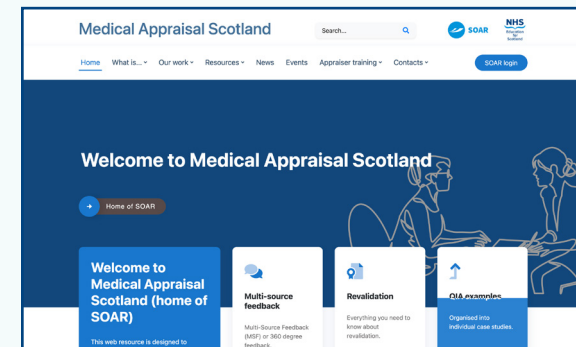 Medical Appraisal Scotland
Search...
SOAR
NHS
Education
for
Scotland
Home What is... Our work Resources News Events Appraiser training Contacts
SOAR login
Welcome to Medical Appraisal Scotland
Home of SOAR
Welcome to
Medical Appraisal
Scotland (home of
SOAR)
This web resource is designed to
Multi-source
feedback
Multi-Source Feedback
(MSF) or 360 degree
feedback
Revalidation
Everything you need to
know about
revalidation.
QIA examples
Organised into
individual case studies.